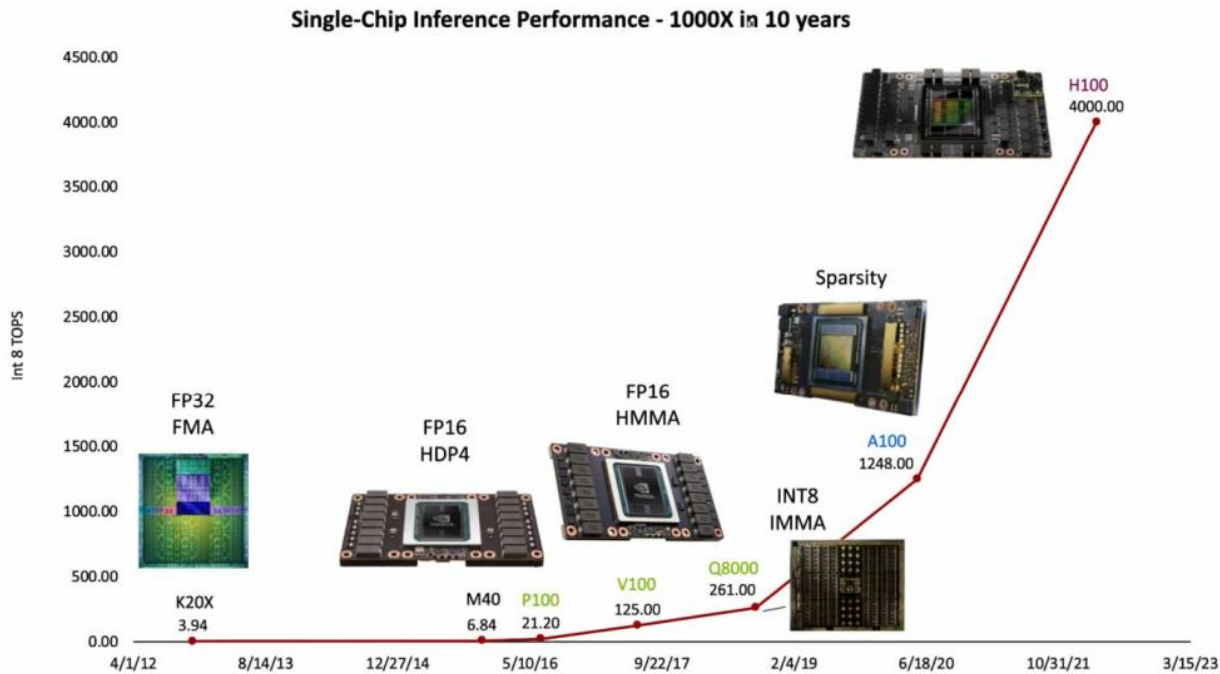 Single-Chip Inference Performance - 1000X in 10 years
4500.00
4000.00
3500.00
3000.00
2500.00
2000.00
1500.00
1000.00
500.00
0.00
Int 8 TOPS
4/1/12
8/14/13
12/27/14
5/10/16
9/22/17
2/4/19
6/18/20
10/31/21
3/15/23
FP32
FMA
K20X
3.94
FP16
HDP4
M40
6.84
P100
21.20
FP16
HMMA
V100
125.00
Q8000
261.00
INT8
IMMA
Sparsity
A100
1248.00
H100
4000.00